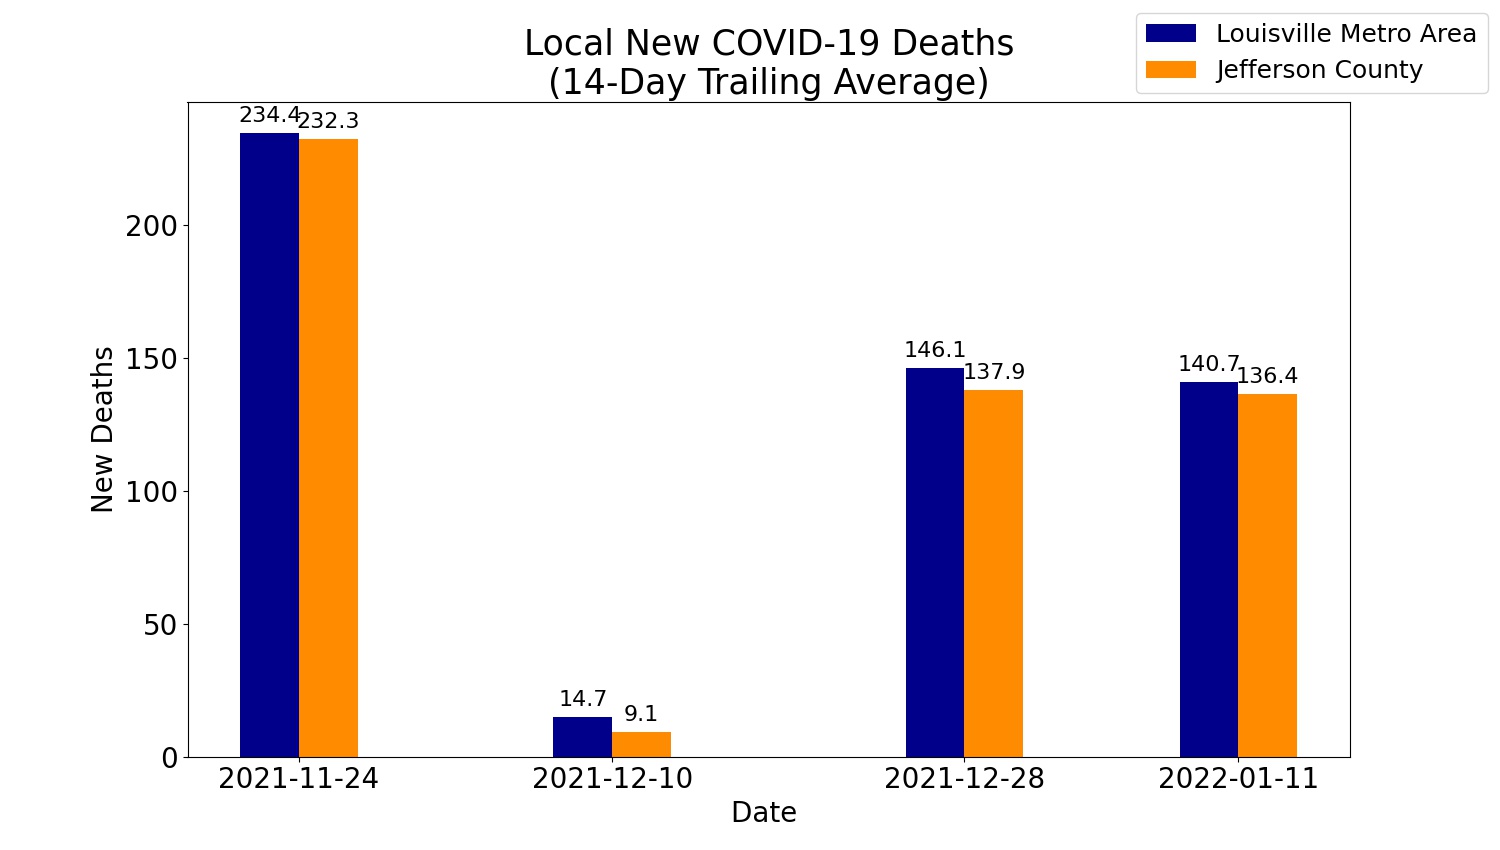 Local New COVID-19 Deaths
(14-Day Trailing Average)
Louisville Metro Area
Jefferson County
234.4
232.3
14.7
9.1
146.1
137.9
140.7
136.4
New Deaths
200
150
100
50
0
2021-11-24
2021-12-10
2021-12-28
2022-01-11
Date